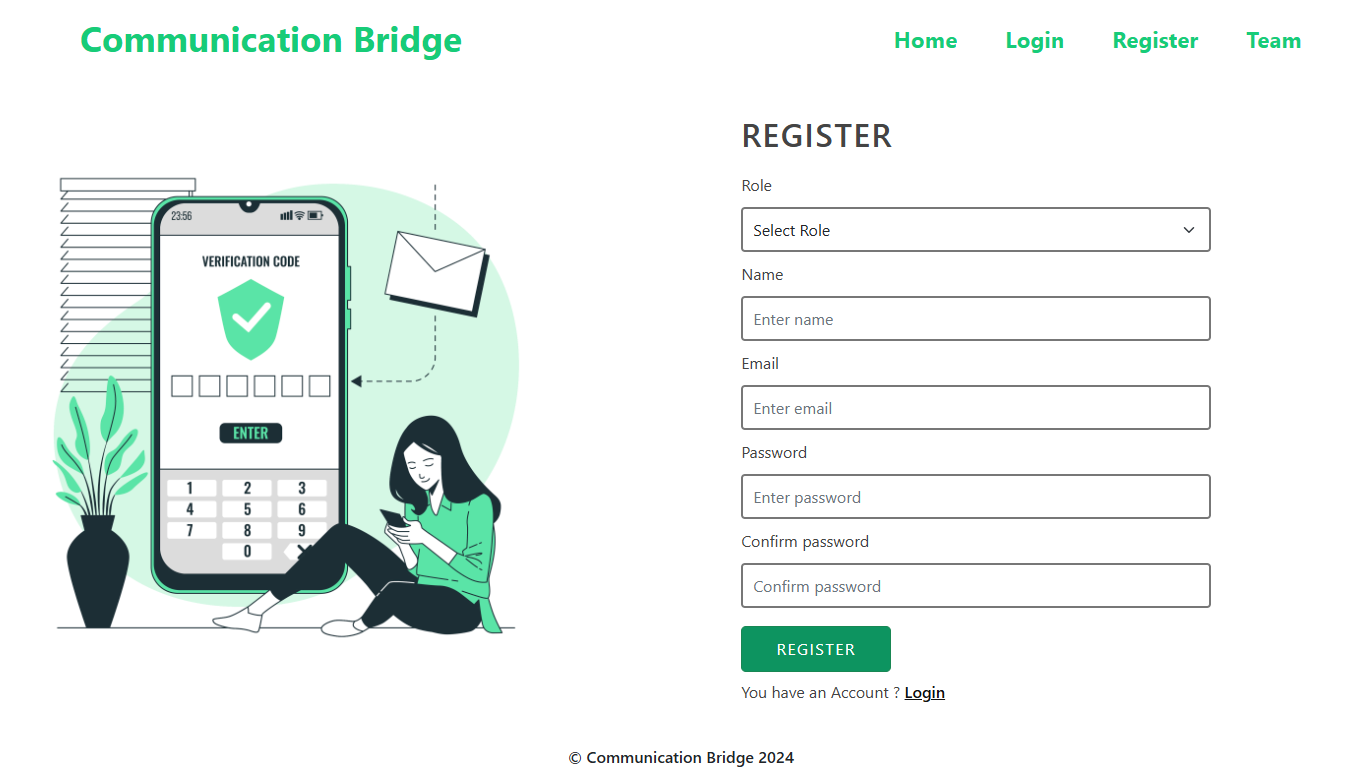 Communication Bridge
Home Login Register Team
23:56
VERIFICATION CODE
ENTER
1 2 3
4 5 6
7 8 9
0
REGISTER
Role
Select Role
Name
Enter name
Email
Enter email
Password
Enter password
Confirm password
Confirm password
REGISTER
You have an Account ? Login
© Communication Bridge 2024